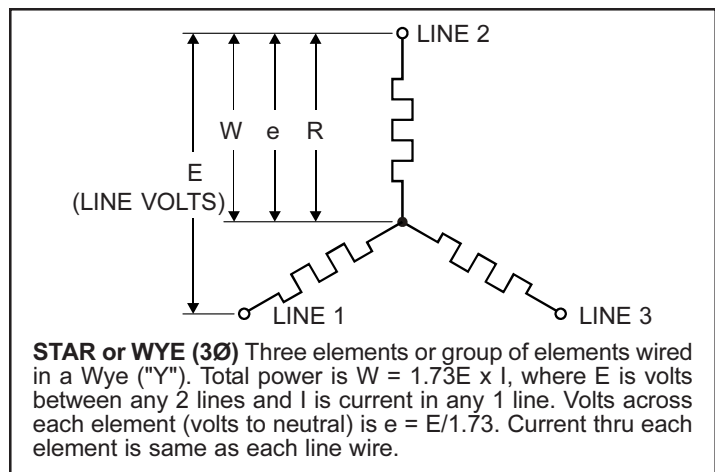 LINE 2
W e R
E
(LINE VOLTS)
LINE 1
LINE 3
STAR or WYE (3Ø) Three elements or group of elements wired
in a Wye ("Y"). Total power is W = 1.73E x I, where E is volts
between any 2 lines and I is current in any 1 line. Volts across
each element (volts to neutral) is e = E/1.73. Current thru each
element is same as each line wire.